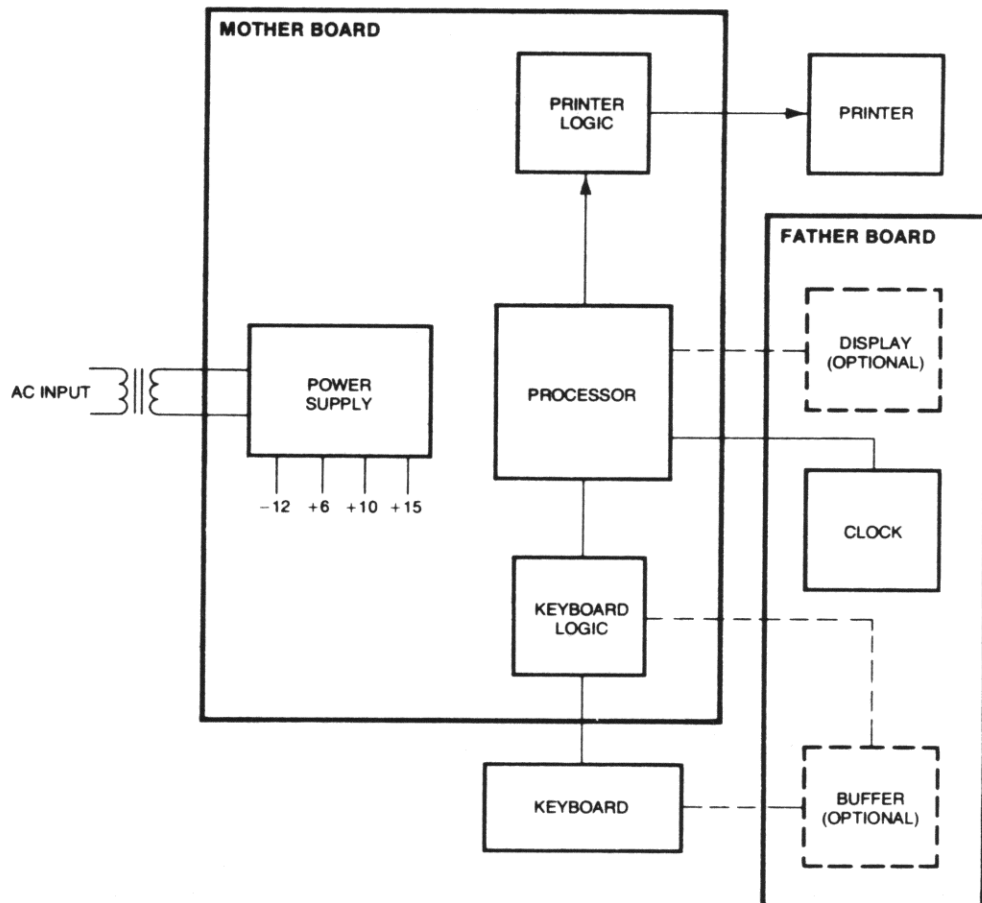 MOTHER BOARD
PRINTER
LOGIC
PRINTER
FATHER BOARD
DISPLAY
(OPTIONAL)
AC INPUT
POWER
SUPPLY
PROCESSOR
−12 +6 +10 +15
CLOCK
KEYBOARD
LOGIC
KEYBOARD
BUFFER
(OPTIONAL)